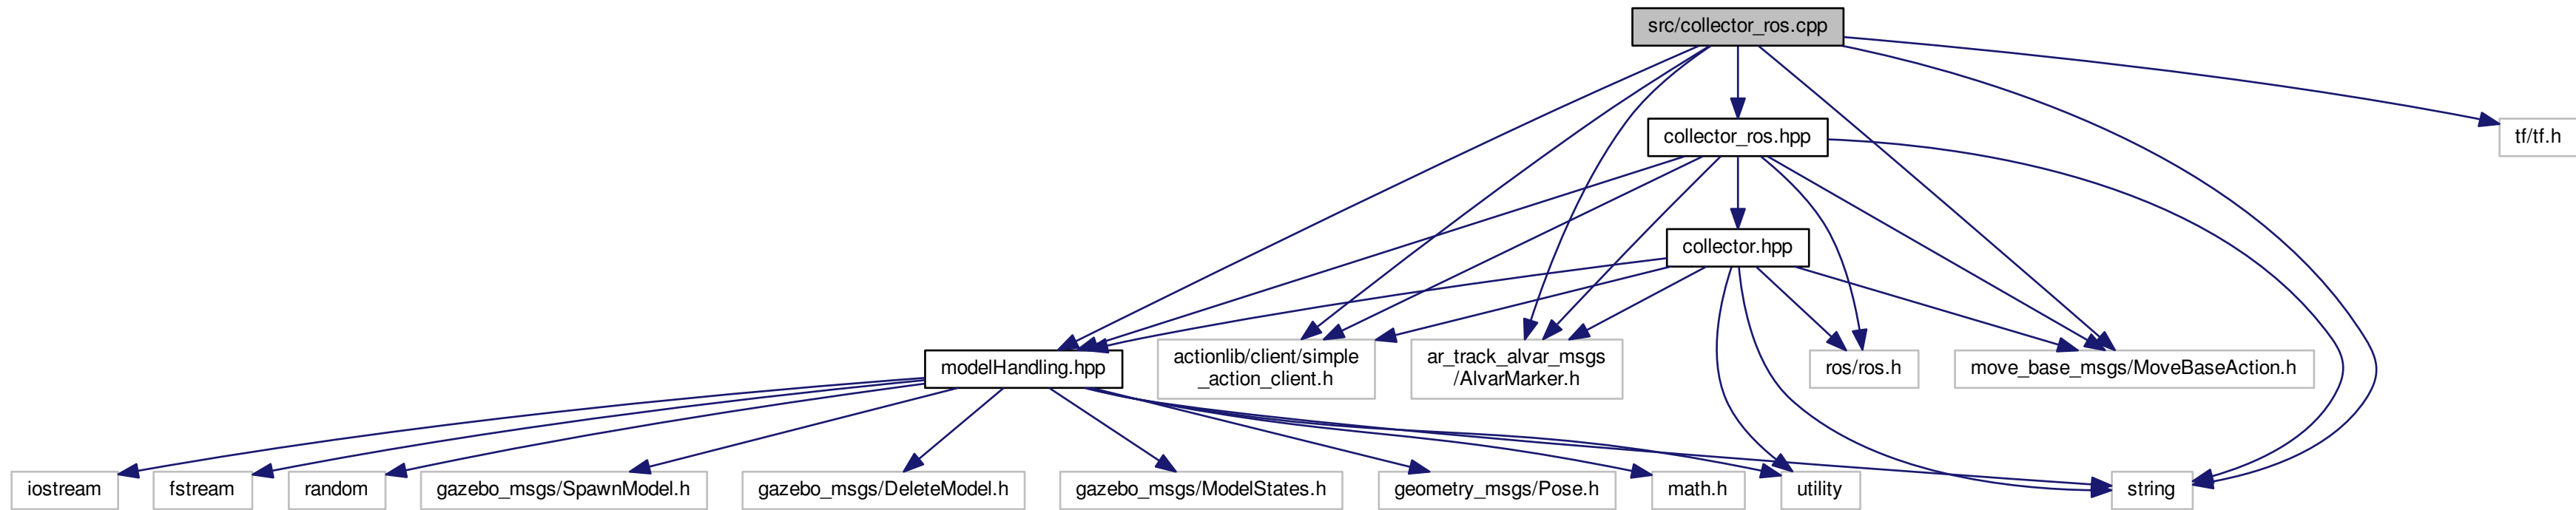 src/collector_ros.cpp
collector_ros.hpp
tf/tf.h
collector.hpp
modelHandling.hpp
actionlib/client/simple
_action_client.h
ar_track_alvar_msgs
/AlvarMarker.h
ros/ros.h
move_base_msgs/MoveBaseAction.h
iostream
fstream
random
gazebo_msgs/SpawnModel.h
gazebo_msgs/DeleteModel.h
gazebo_msgs/ModelStates.h
geometry_msgs/Pose.h
math.h
utility
string